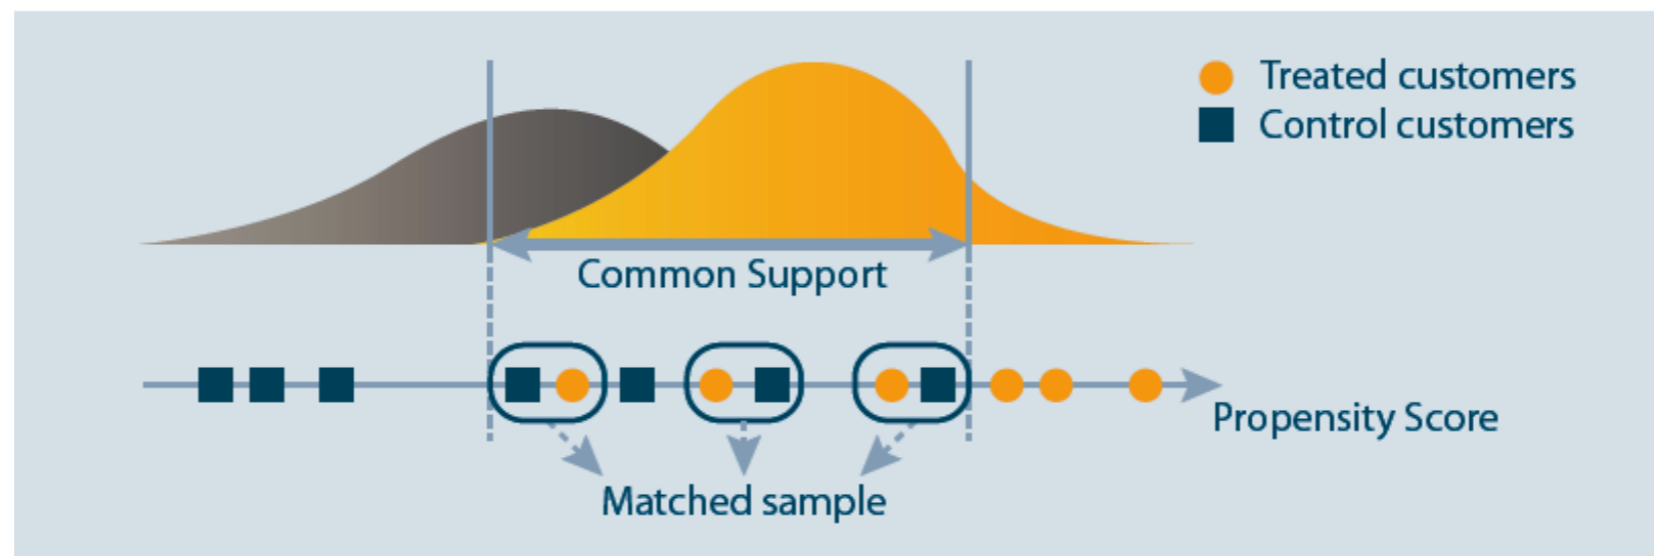 Treated customers
Control customers
Common Support
Propensity Score
Matched sample